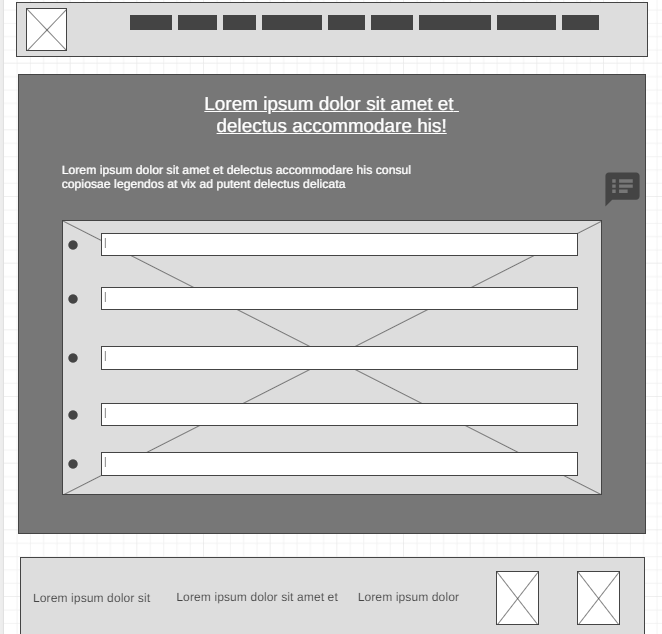 Lorem ipsum dolor sit amet et
delectus accommodare his!
Lorem ipsum dolor sit amet et delectus accommodare his consul
copiosae legendos at vix ad putent delectus delicata
Lorem ipsum dolor sit
Lorem ipsum dolor sit amet et
Lorem ipsum dolor